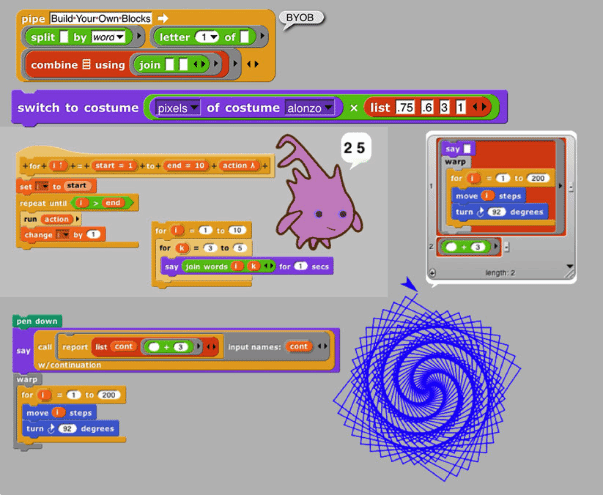 pipe Build·Your·Own·Blocks
BYOB
split by word letter 1 of
combine using join
switch to costume pixels of costume alonzo × list .75 .6 3 1
+ for + i ↑ + = + start = 1 + to + end = 10 + action λ +
set i to start
repeat until i > end
run action
change i by 1
for i = 1 to 10
for k = 3 to 5
say join words i k for 1 secs
2 5
1
say
warp
for i = 1 to 200
move i steps
turn 92 degrees
2
+ 3
length: 2
pen down
say call report list cont + 3 input names: cont
w/continuation
warp
for i = 1 to 200
move i steps
turn 92 degrees